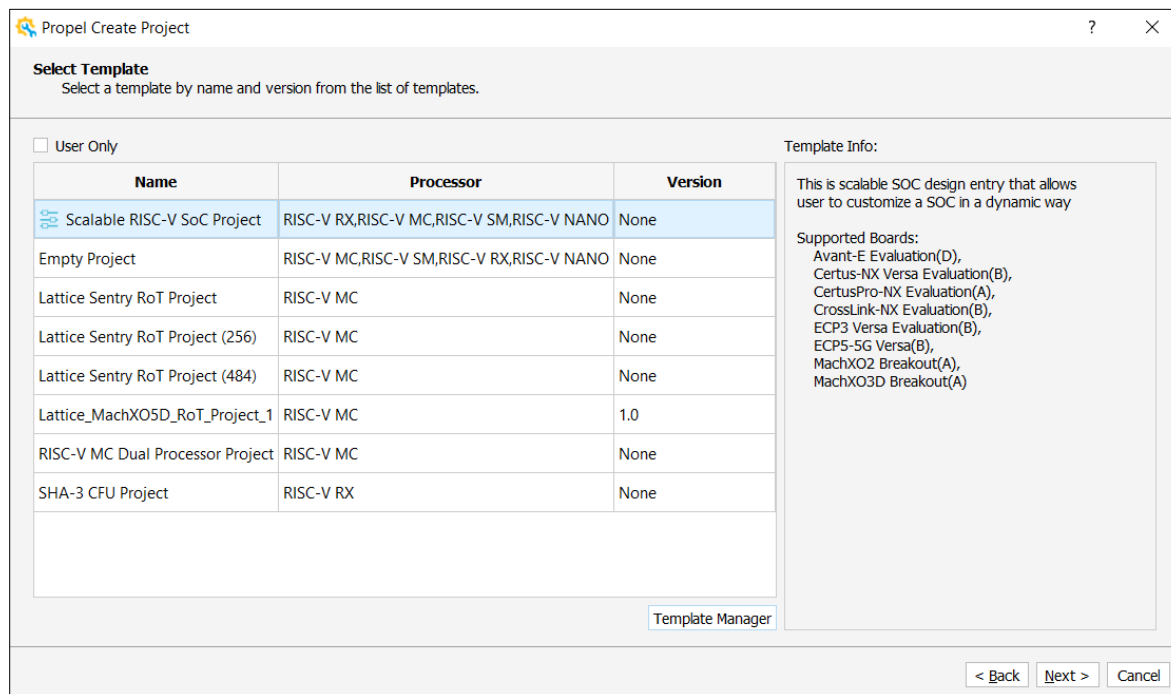 Propel Create Project
Select Template
Select a template by name and version from the list of templates.
User Only
Name Processor Version
Scalable RISC-V SoC Project RISC-V RX,RISC-V MC,RISC-V SM,RISC-V NANO None
Empty Project RISC-V MC,RISC-V SM,RISC-V RX,RISC-V NANO None
Lattice Sentry RoT Project RISC-V MC None
Lattice Sentry RoT Project (256) RISC-V MC None
Lattice Sentry RoT Project (484) RISC-V MC None
Lattice_MachXO5D_RoT_Project_1 RISC-V MC 1.0
RISC-V MC Dual Processor Project RISC-V MC None
SHA-3 CFU Project RISC-V RX None
Template Manager
Template Info:
This is scalable SOC design entry that allows
user to customize a SOC in a dynamic way
Supported Boards:
Avant-E Evaluation(D),
Certus-NX Versa Evaluation(B),
CertusPro-NX Evaluation(A),
CrossLink-NX Evaluation(B),
ECP3 Versa Evaluation(B),
ECP5-5G Versa(B),
MachXO2 Breakout(A),
MachXO3D Breakout(A)
< Back Next > Cancel